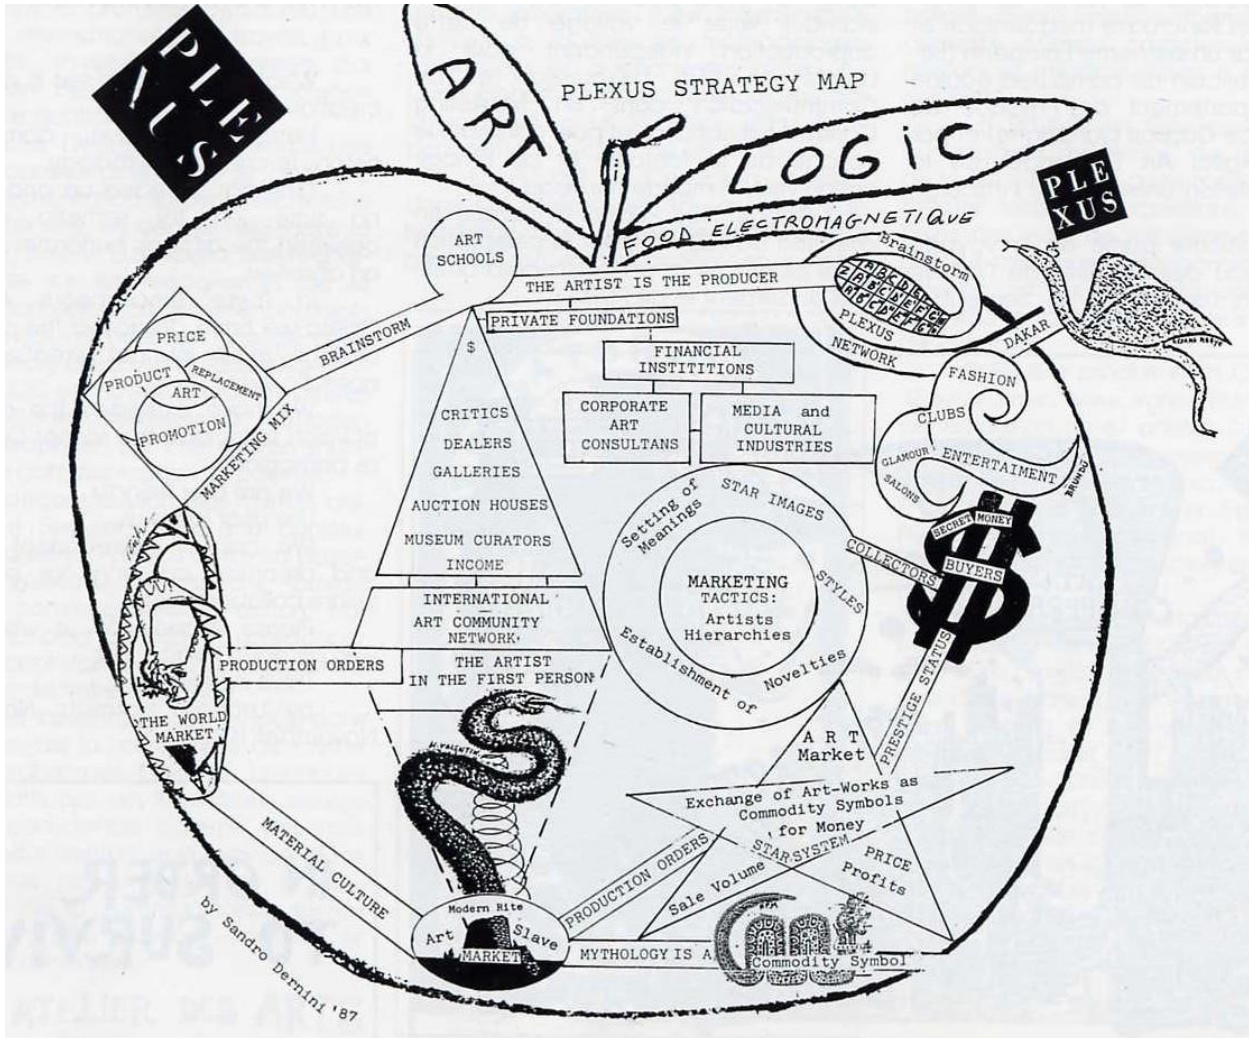 PLEXUS STRATEGY MAP
PLE
XUS
ART
LOGIC
PLE
XUS
FOOD ELECTROMAGNETIQUE
ART
SCHOOLS
THE ARTIST IS THE PRODUCER
Brainstorm
PLEXUS
NETWORK
DAKAR
BRAINSTORM
PRICE
PRODUCT
REPLACEMENT
ART
PROMOTION
MARKETING MIX
PRIVATE FOUNDATIONS
FINANCIAL
INSTITITIONS
CORPORATE
ART
CONSULTANS
MEDIA and
CULTURAL
INDUSTRIES
$
CRITICS
DEALERS
GALLERIES
AUCTION HOUSES
MUSEUM CURATORS
INCOME
INTERNATIONAL
ART COMMUNITY
NETWORK
THE ARTIST
IN THE FIRST PERSON
PRODUCTION ORDERS
THE WORLD
MARKET
FASHION
CLUBS
ENTERTAIMENT
GLAMOUR
SALONS
BRUNDU
SECRET MONEY
BUYERS
COLLECTORS
PRESTIGE STATUS
Setting of
Meanings
STAR IMAGES
STYLES
Novelties
Establishment of
MARKETING
TACTICS:
Artists
Hierarchies
ART
Market
Exchange of Art-Works as
Commodity Symbols
for Money
STARSYSTEM
PRICE
Profits
Sale Volume
PRODUCTION ORDERS
M. VALENTIN
MATERIAL CULTURE
Modern Rite
Art
Slave
MARKET
MYTHOLOGY IS A
Commodity Symbol
by Sandro Dernini '87